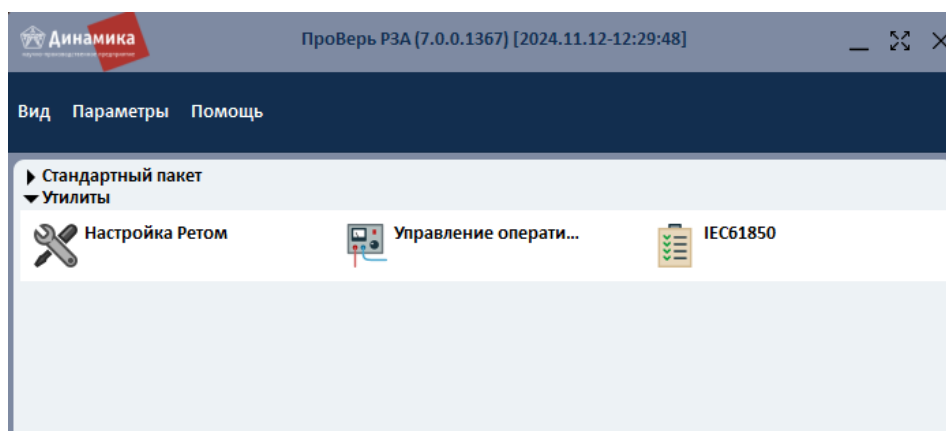 Динамика
ПроВерь РЗА (7.0.0.1367) [2024.11.12-12:29:48]
Вид Параметры Помощь
Стандартный пакет
Утилиты
Настройка Ретом
Управление операти...
IEC61850